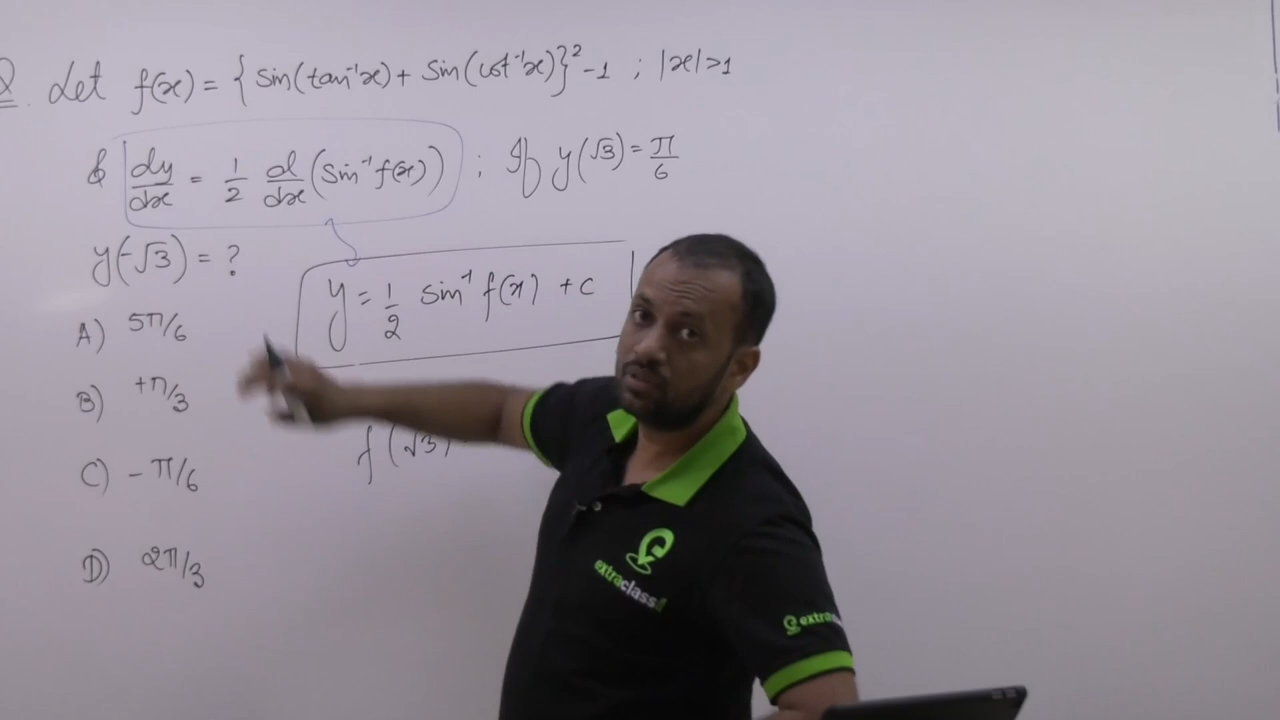 Q. Let f(x) = {sin(tan⁻¹x) + sin(cot⁻¹x)}² - 1 ; |x| > 1
& dy/dx = 1/2 d/dx (sin⁻¹ f(x)) ; If y(√3) = π/6
y(-√3) = ?
y = 1/2 sin⁻¹ f(x) + c
A) 5π/6
B) +π/3
f(√3)
C) - π/6
D) 2π/3
extraclass